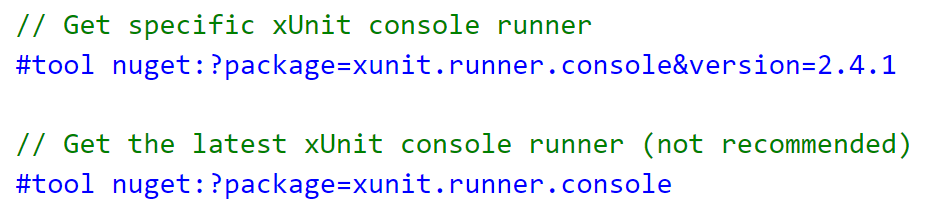 // Get specific xUnit console runner
#tool nuget:?package=xunit.runner.console&version=2.4.1
// Get the latest xUnit console runner (not recommended)
#tool nuget:?package=xunit.runner.console